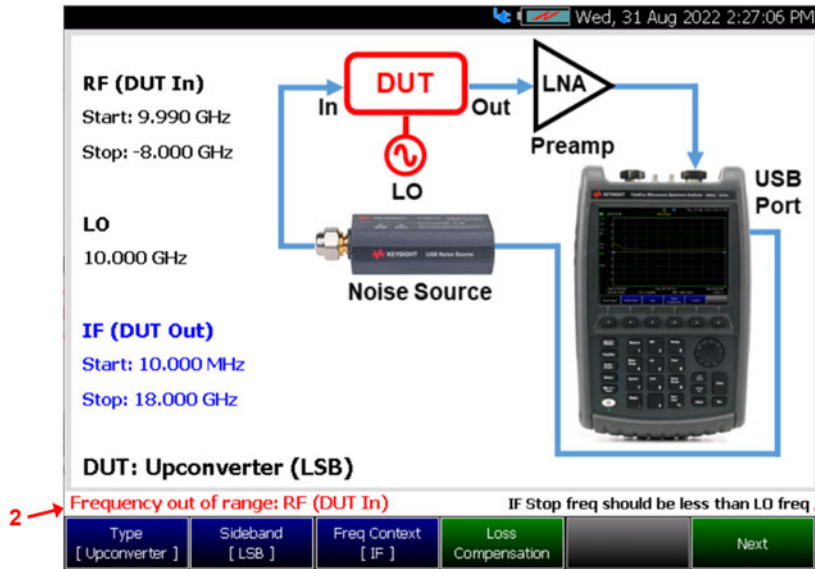 Wed, 31 Aug 2022 2:27:06 PM
RF (DUT In)
Start: 9.990 GHz
Stop: -8.000 GHz
LO
10.000 GHz
IF (DUT Out)
Start: 10.000 MHz
Stop: 18.000 GHz
DUT: Upconverter (LSB)
In
DUT
Out
LNA
Preamp
LO
KEYSIGHT USB Noise Source
Noise Source
USB
Port
2
Frequency out of range: RF (DUT In)
IF Stop freq should be less than LO freq
Type
[ Upconverter ]
Sideband
[ LSB ]
Freq Context
[ IF ]
Loss
Compensation
Next